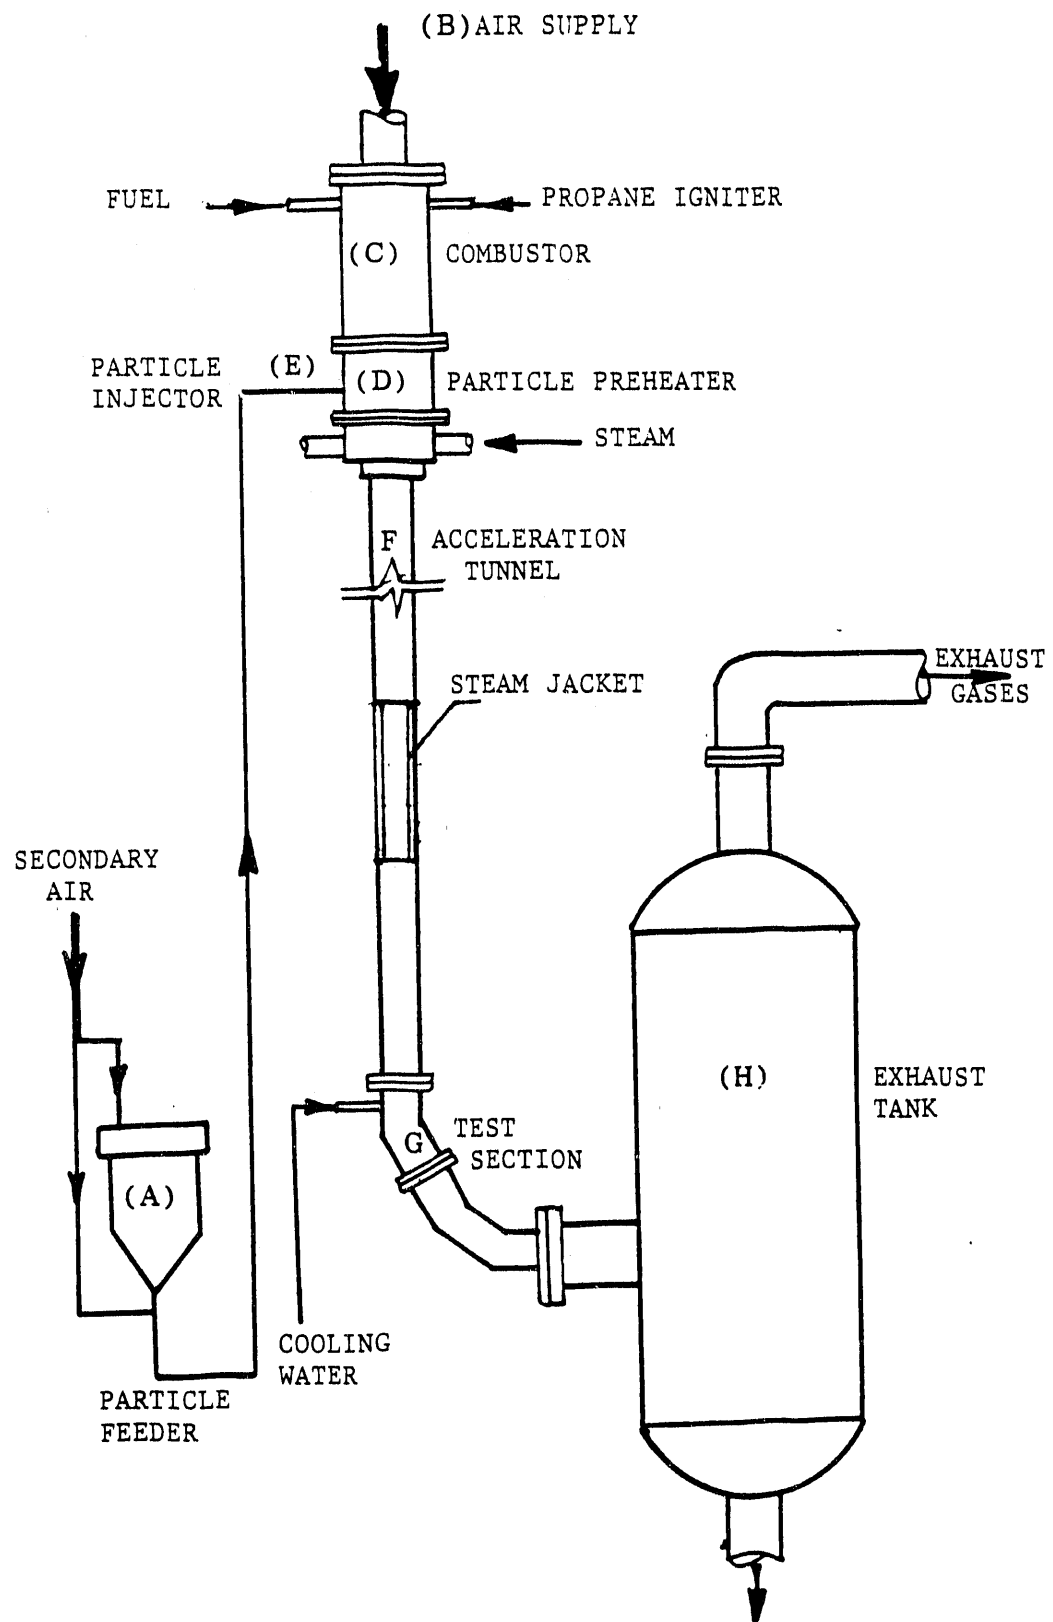 (B) AIR SUPPLY
FUEL
PROPANE IGNITER
(C)
COMBUSTOR
PARTICLE
INJECTOR
(E)
(D)
PARTICLE PREHEATER
STEAM
F
ACCELERATION
TUNNEL
STEAM JACKET
EXHAUST
GASES
SECONDARY
AIR
(H)
EXHAUST
TANK
G
TEST
SECTION
(A)
COOLING
WATER
PARTICLE
FEEDER